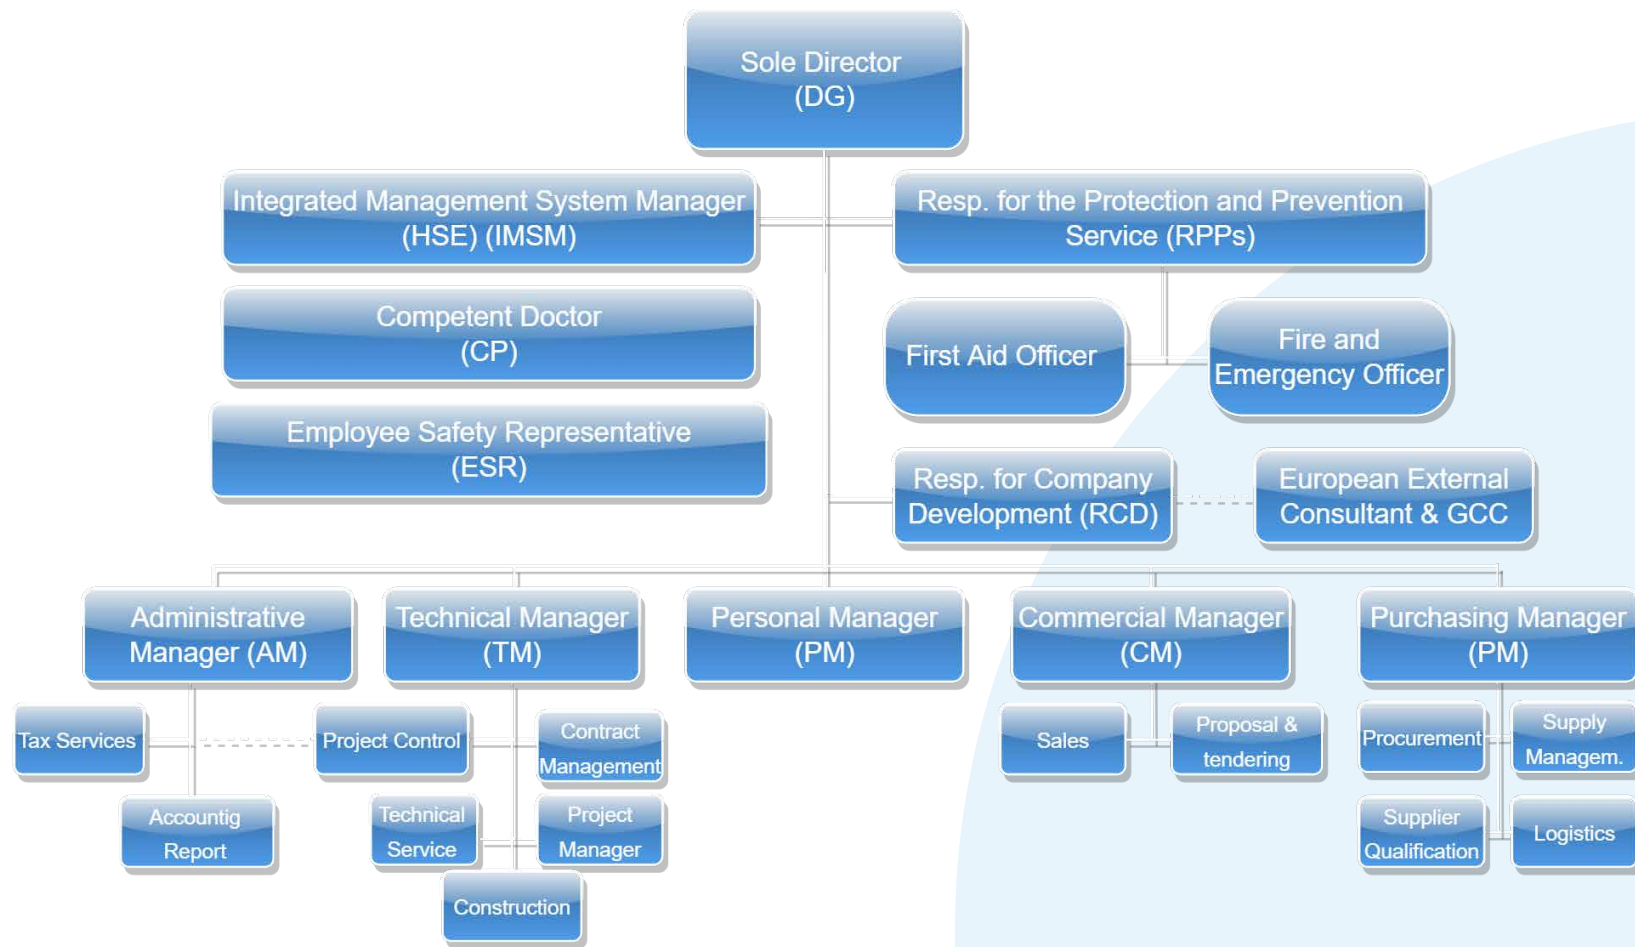 Sole Director
(DG)
Integrated Management System Manager
(HSE) (IMSM)
Resp. for the Protection and Prevention
Service (RPPs)
Competent Doctor
(CP)
First Aid Officer
Fire and
Emergency Officer
Employee Safety Representative
(ESR)
Resp. for Company
Development (RCD)
European External
Consultant & GCC
Administrative
Manager (AM)
Technical Manager
(TM)
Personal Manager
(PM)
Commercial Manager
(CM)
Purchasing Manager
(PM)
Tax Services
Project Control
Contract
Management
Sales
Proposal &
tendering
Procurement
Supply
Managem.
Accountig
Report
Technical
Service
Project
Manager
Supplier
Qualification
Logistics
Construction